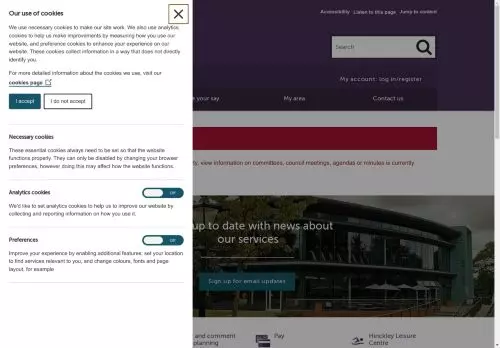 Our use of cookies
We use necessary cookies to make our site work. We also use analytics
cookies to help us make improvements by measuring how you use our
website, and preference cookies to enhance your experience on our
website. These cookies collect information in a way that does not directly
identify you.
For more detailed information about the cookies we use, visit our
cookies page
I accept
I do not accept
Necessary cookies
These essential cookies always need to be set so that the website
functions properly. They can only be disabled by changing your browser
preferences, however doing this may affect how the website functions.
Analytics cookies
Off
We'd like to set analytics cookies to help us to improve our website by
collecting and reporting information on how you use it.
Preferences
Off
Improve your experience by enabling additional features; set your location
to find services relevant to you, and change colours, fonts and page
layout, for example
Accessibility
Listen to this page
Jump to content
Search
My account: log in/register
your say
My area
Contact us
view information on committees, council meetings, agendas or minutes is currently
up to date with news about
our services
Sign up for email updates
and comment
planning
Pay
Hinckley Leisure
Centre